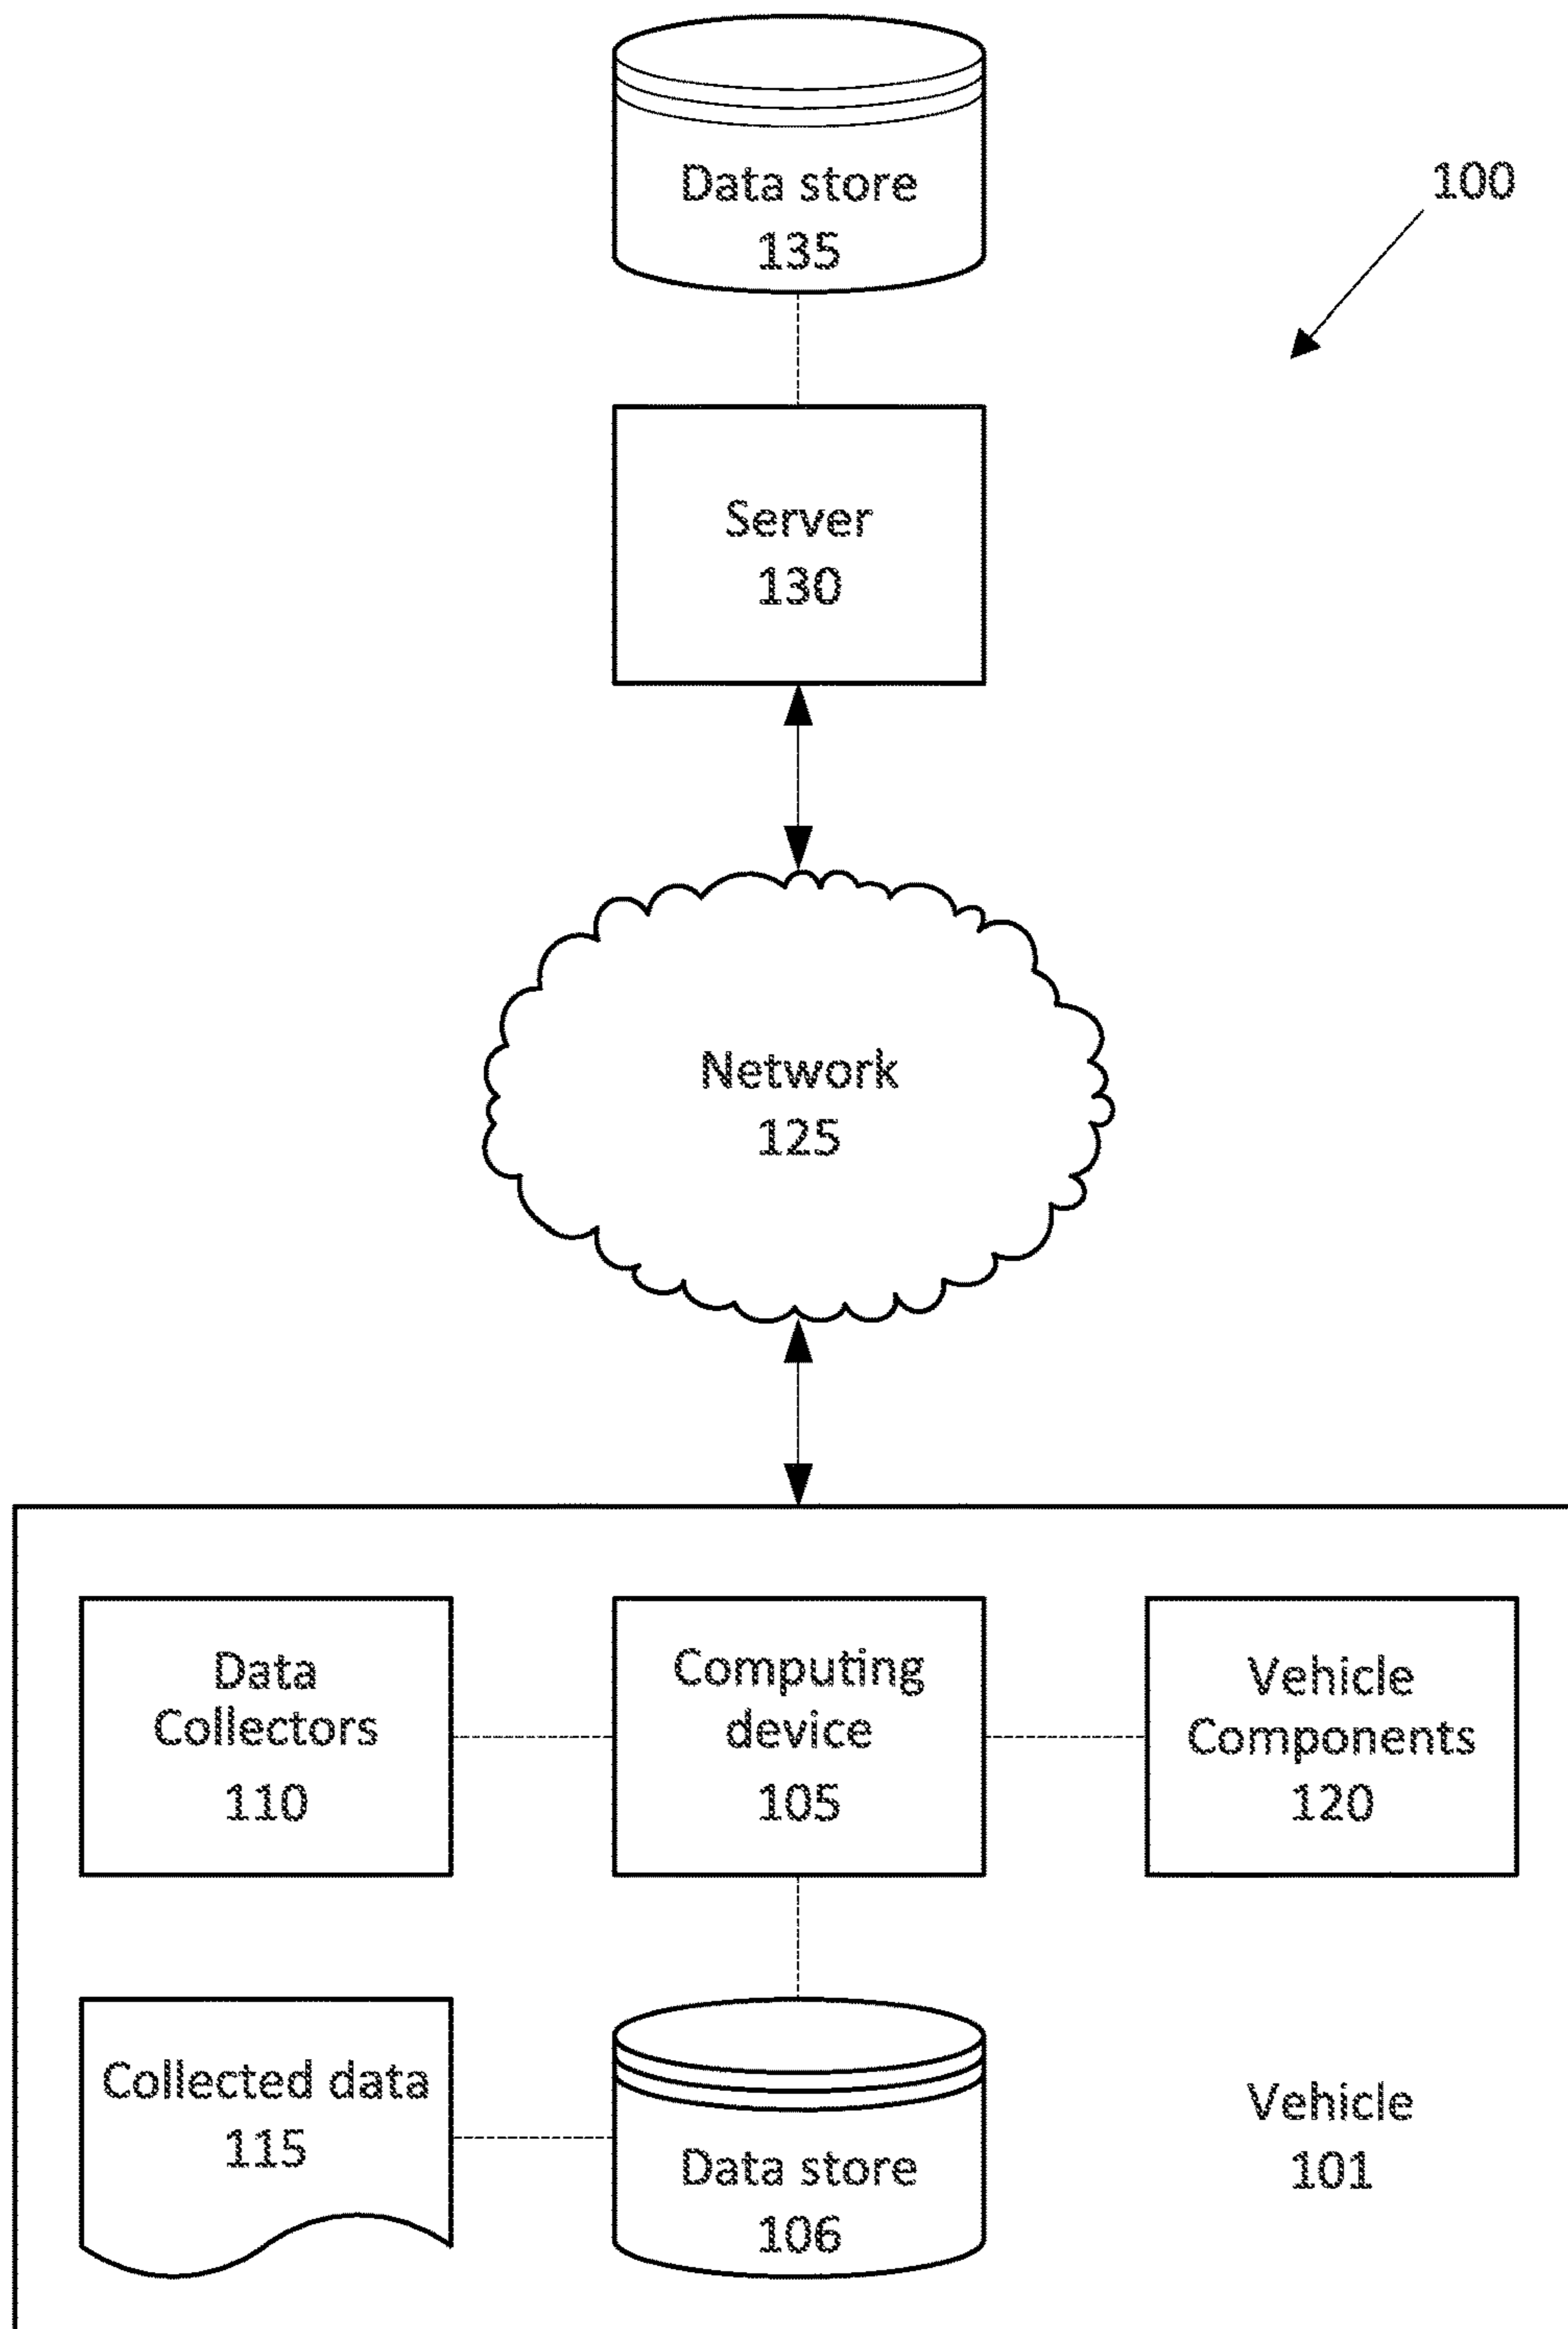 Data store
135
100
Server
130
Network
125
Data
Collectors
110
Computing
device
105
Vehicle
Components
120
Collected data
115
Data store
106
Vehicle
101